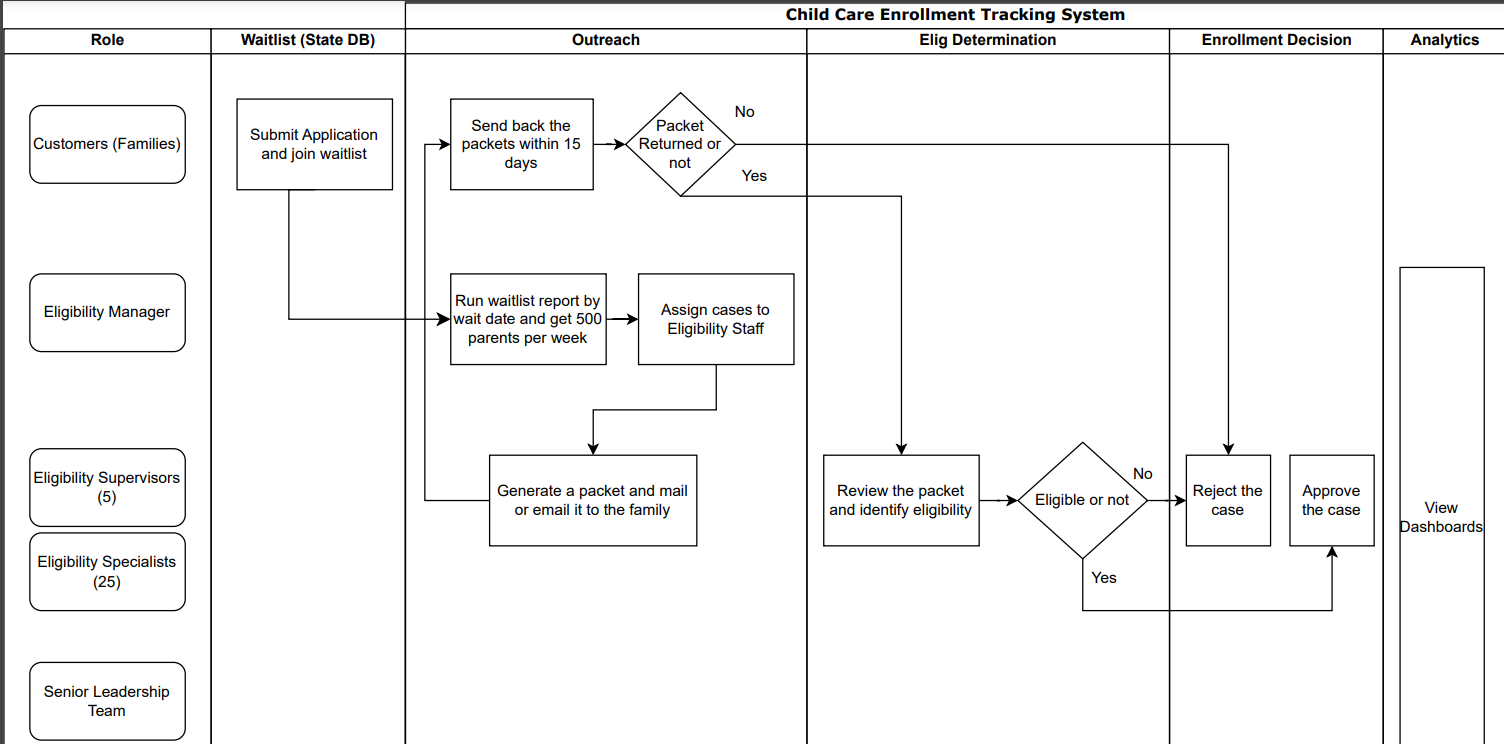 Child Care Enrollment Tracking System
Role
Waitlist (State DB)
Outreach
Elig Determination
Enrollment Decision
Analytics
Customers (Families)
Submit Application
and join waitlist
Send back the
packets within 15
days
Packet
Returned or
not
No
Yes
Eligibility Manager
Run waitlist report by
wait date and get 500
parents per week
Assign cases to
Eligibility Staff
Eligibility Supervisors
(5)
Eligibility Specialists
(25)
Generate a packet and mail
or email it to the family
Review the packet
and identify eligibility
Eligible or not
No
Yes
Reject the
case
Approve
the case
View
Dashboards
Senior Leadership
Team